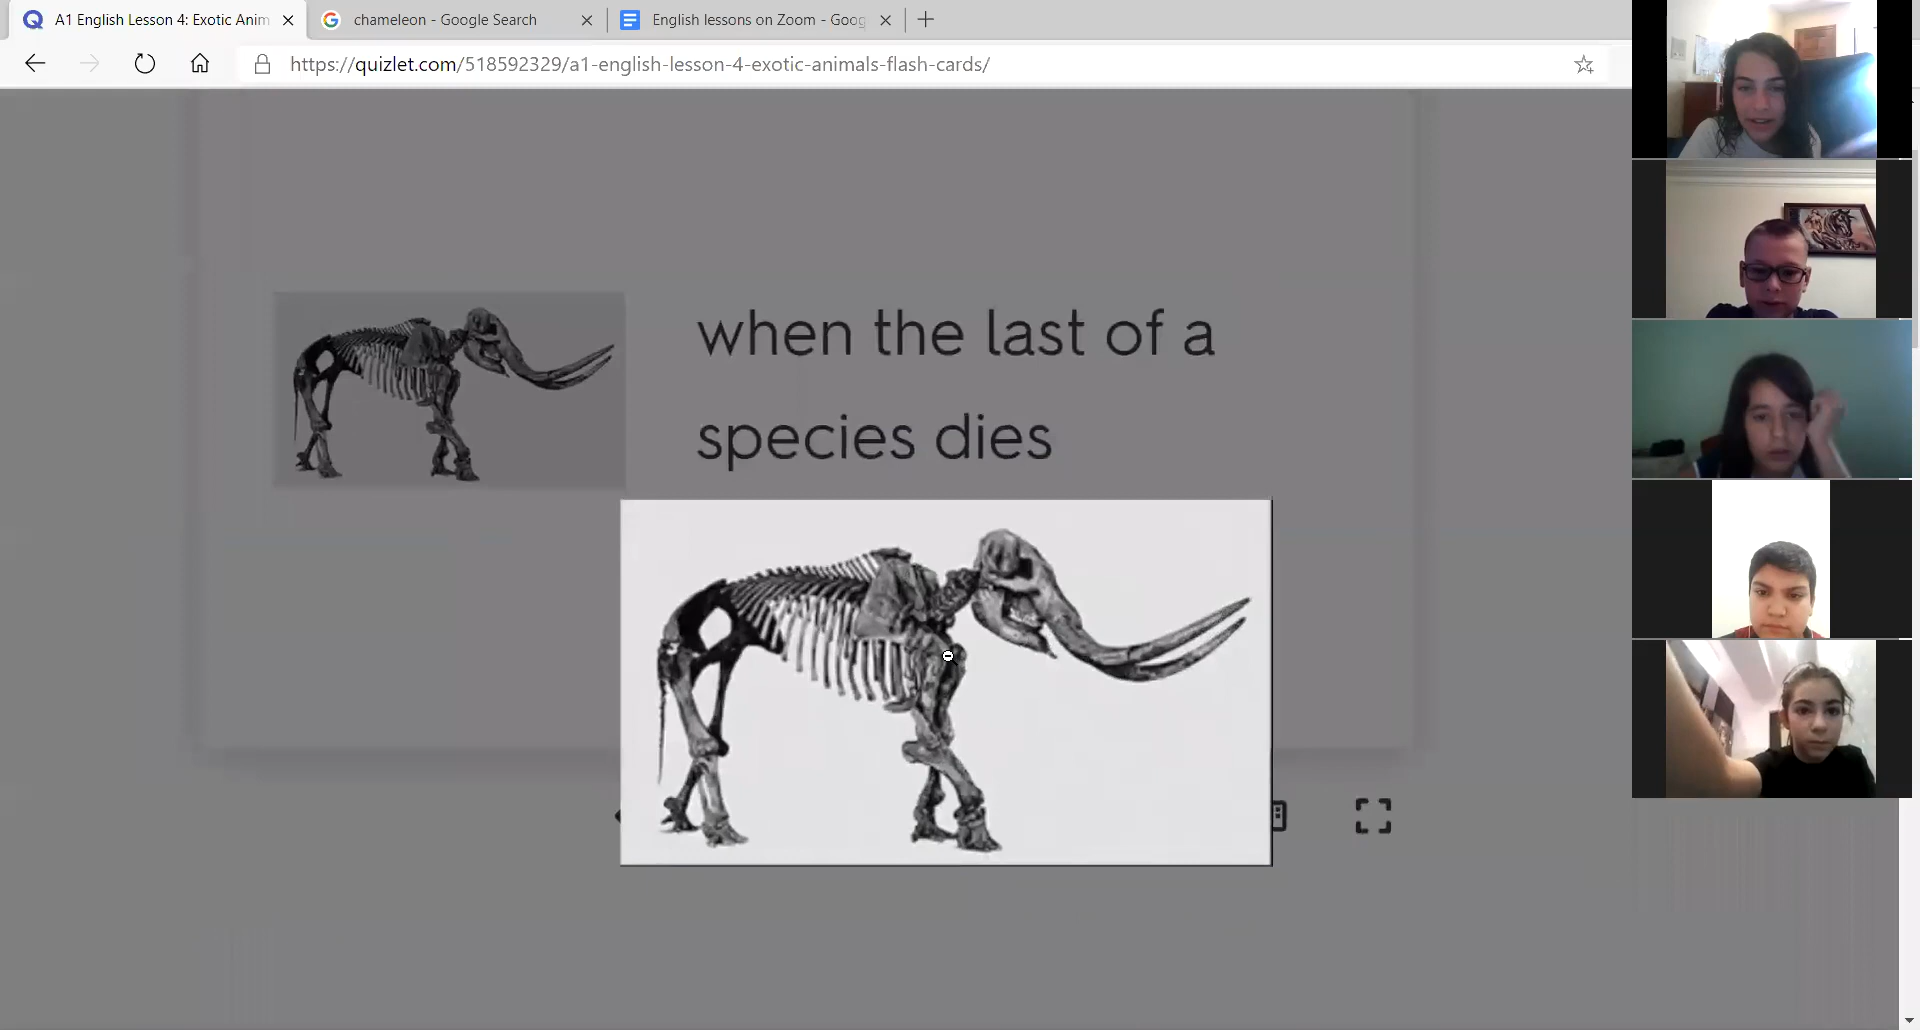 A1 English Lesson 4: Exotic Anim
chameleon - Google Search
English lessons on Zoom - Goog
https://quizlet.com/518592329/a1-english-lesson-4-exotic-animals-flash-cards/
when the last of a
species dies